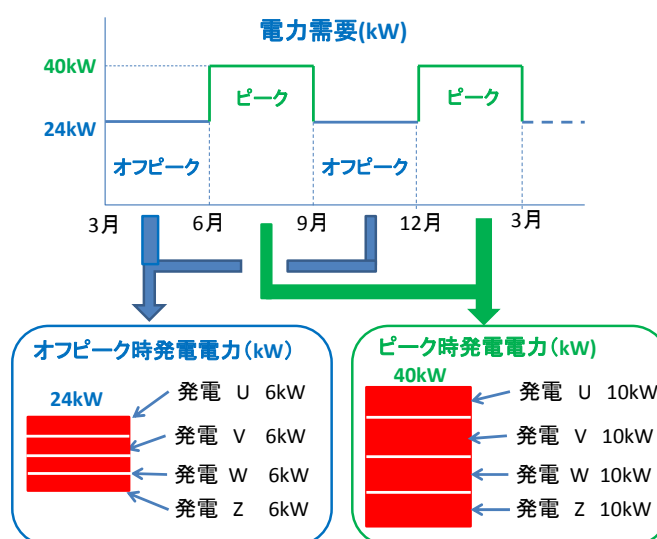 電力需要(kW)
40kW
ピーク
ピーク
24kW
オフピーク
オフピーク
3月
6月
9月
12月
3月
オフピーク時発電電力(kW)
24kW
発電 U 6kW
発電 V 6kW
発電 W 6kW
発電 Z 6kW
ピーク時発電電力(kW)
40kW
発電 U 10kW
発電 V 10kW
発電 W 10kW
発電 Z 10kW